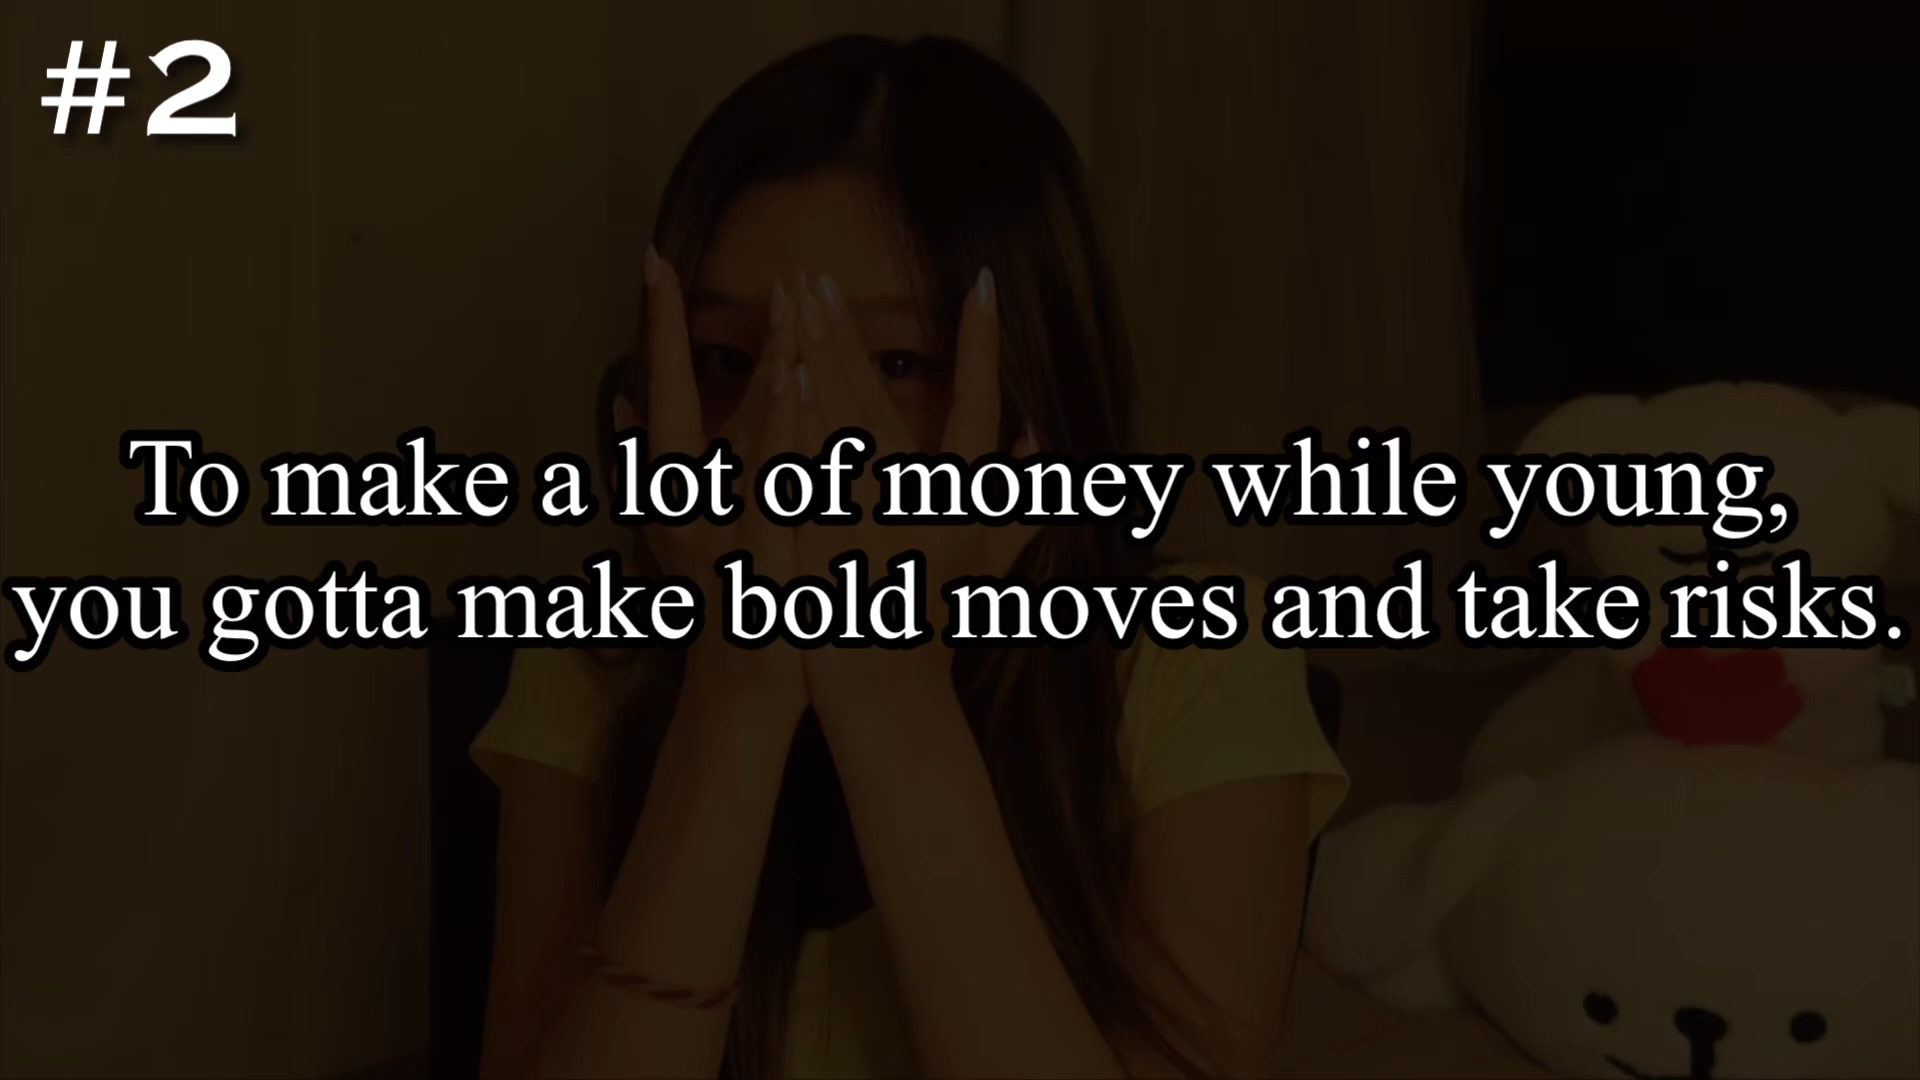 #2
To make a lot of money while young,
you gotta make bold moves and take risks.